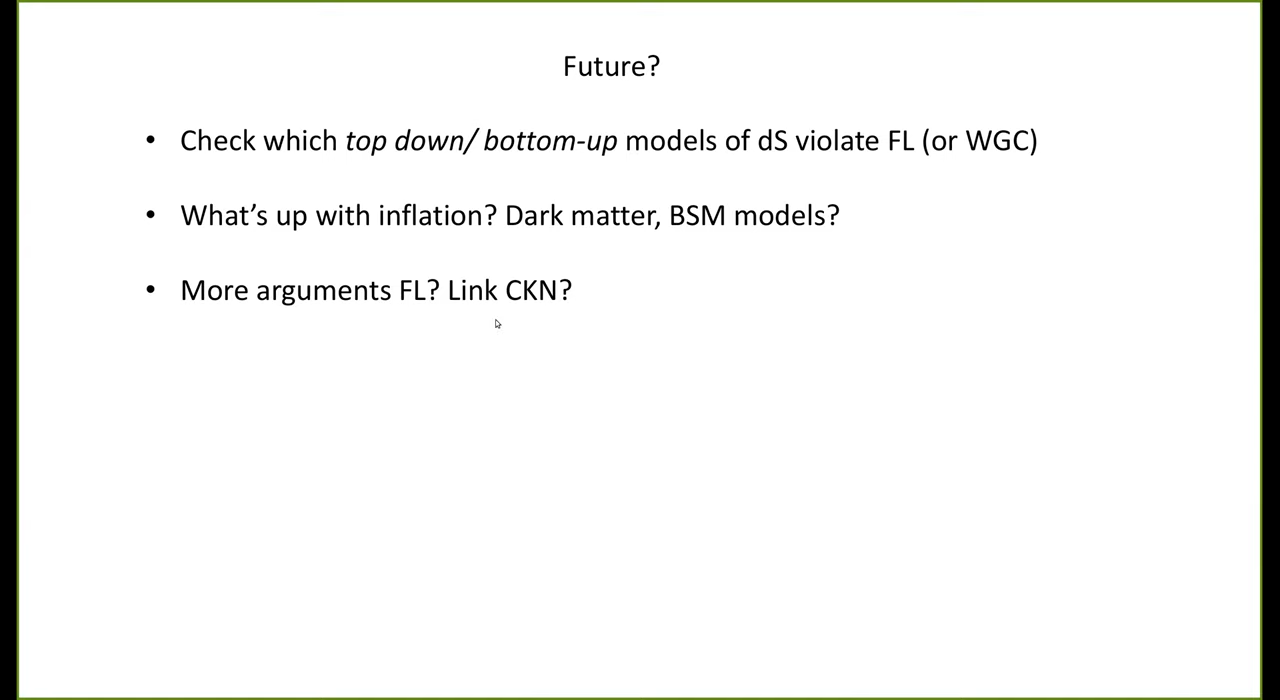 Future?
• Check which top down/ bottom-up models of dS violate FL (or WGC)
• What’s up with inflation? Dark matter, BSM models?
• More arguments FL? Link CKN?